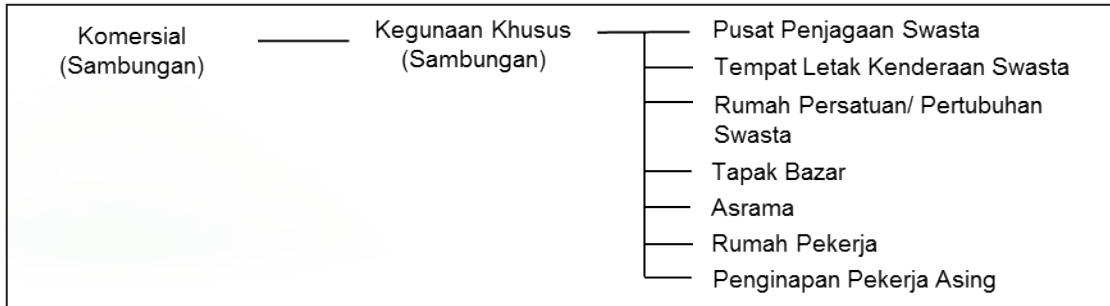 Komersial
(Sambungan)
Kegunaan Khusus
(Sambungan)
Pusat Penjagaan Swasta
Tempat Letak Kenderaan Swasta
Rumah Persatuan/ Pertubuhan
Swasta
Tapak Bazar
Asrama
Rumah Pekerja
Penginapan Pekerja Asing